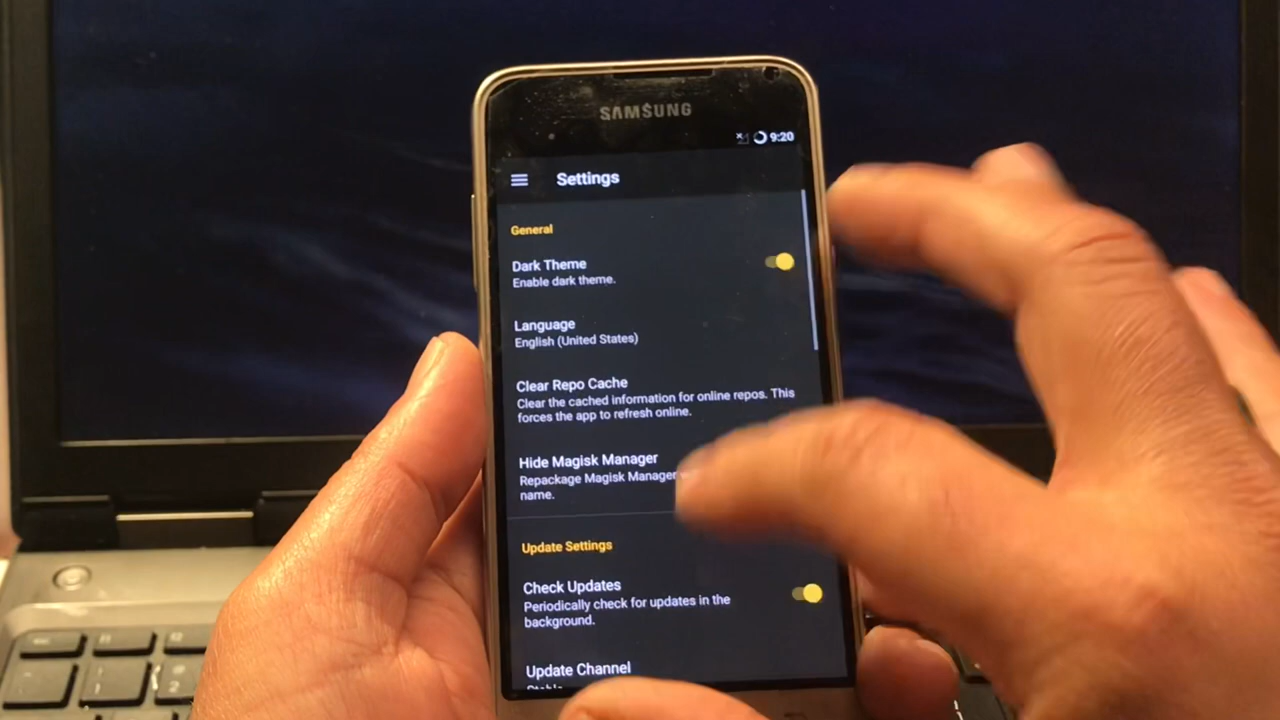 SAMSUNG
9:20
Settings
General
Dark Theme
Enable dark theme.
Language
English (United States)
Clear Repo Cache
Clear the cached information for online repos. This
forces the app to refresh online.
Hide Magisk Manager
Repackage Magisk Manager
name.
Update Settings
Check Updates
Periodically check for updates in the
background.
Update Channel
Stable